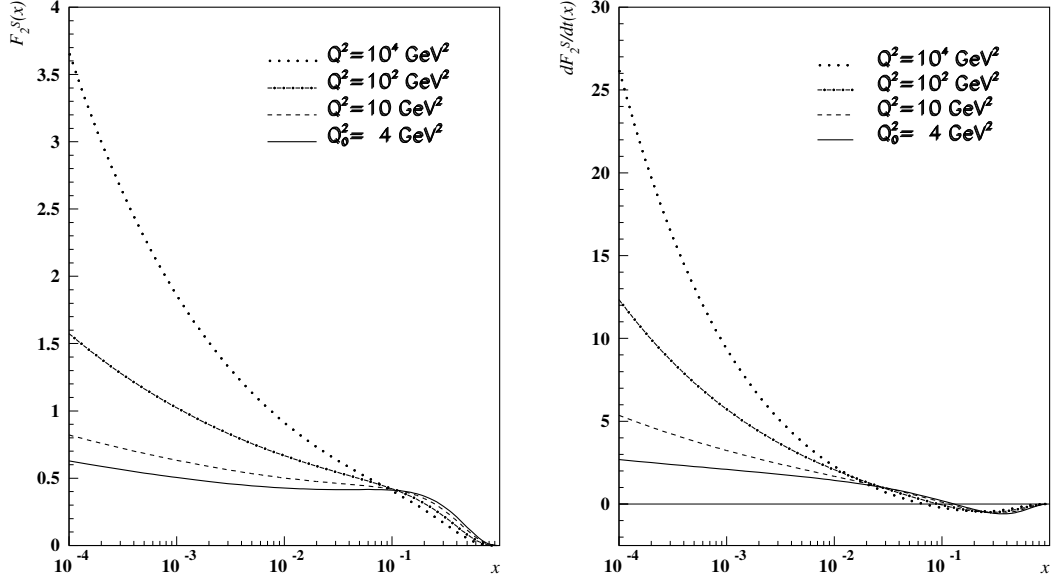 F₂ˢ(x)
4
3.5
3
2.5
2
1.5
1
0.5
0
Q²=10⁴ GeV²
Q²=10² GeV²
Q²=10 GeV²
Q₀²= 4 GeV²
10⁻⁴ 10⁻³ 10⁻² 10⁻¹ x
dF₂ˢ/dt(x)
30
25
20
15
10
5
0
Q²=10⁴ GeV²
Q²=10² GeV²
Q²=10 GeV²
Q₀²= 4 GeV²
10⁻⁴ 10⁻³ 10⁻² 10⁻¹ x